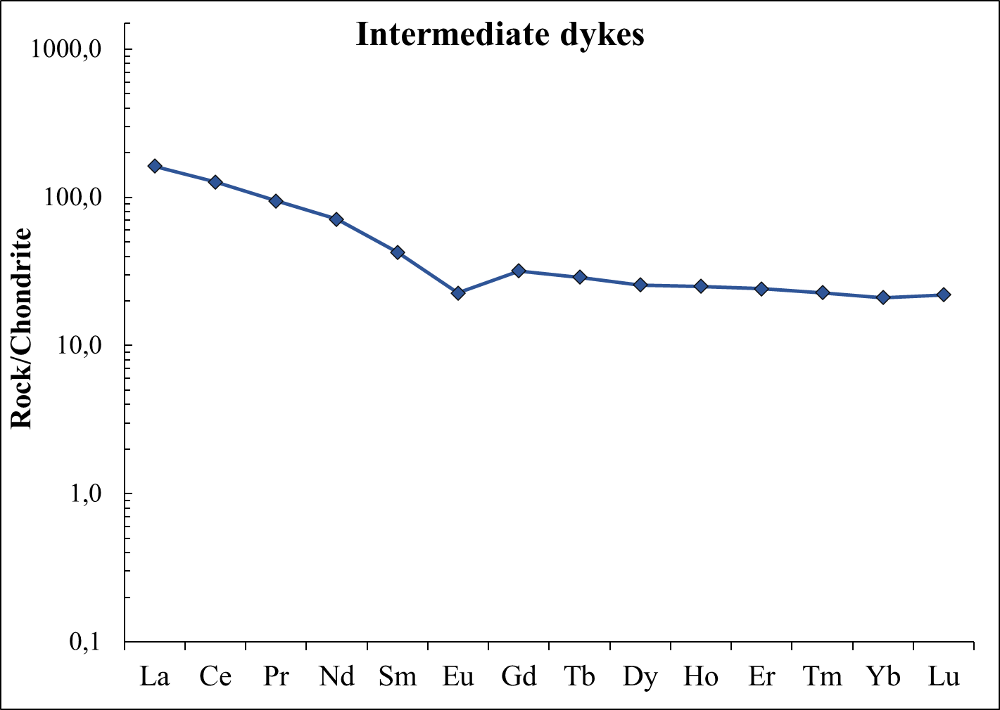 Intermediate dykes
1000,0
100,0
10,0
1,0
0,1
Rock/Chondrite
La Ce Pr Nd Sm Eu Gd Tb Dy Ho Er Tm Yb Lu